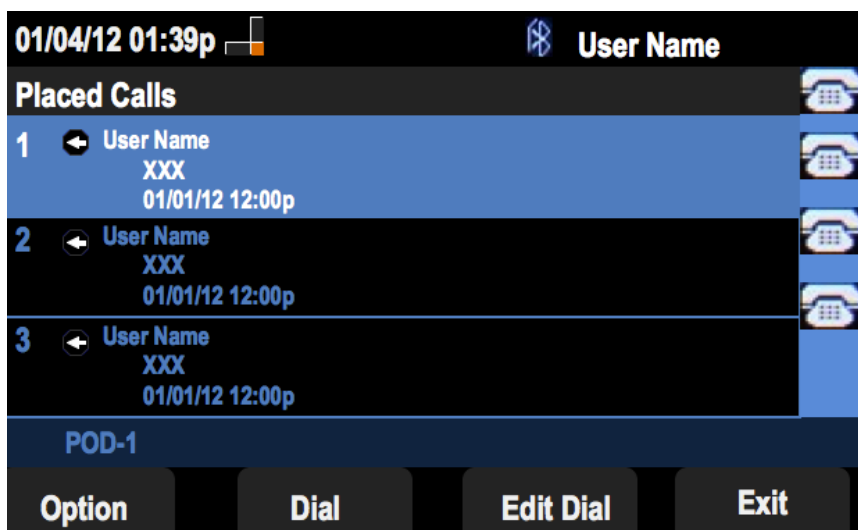 01/04/12 01:39p User Name
Placed Calls
1 User Name
XXX
01/01/12 12:00p
2 User Name
XXX
01/01/12 12:00p
3 User Name
XXX
01/01/12 12:00p
POD-1
Option Dial Edit Dial Exit